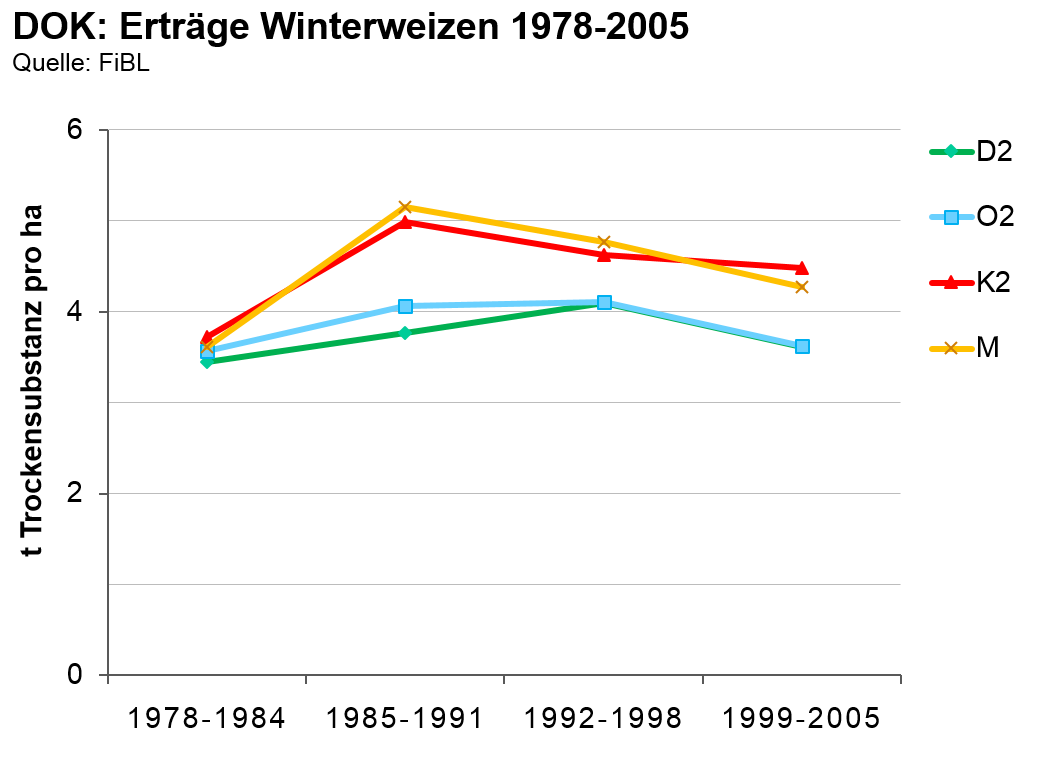 DOK: Erträge Winterweizen 1978-2005
Quelle: FiBL
t Trockensubstanz pro ha
6
4
2
0
1978-1984
1985-1991
1992-1998
1999-2005
D2
O2
K2
M